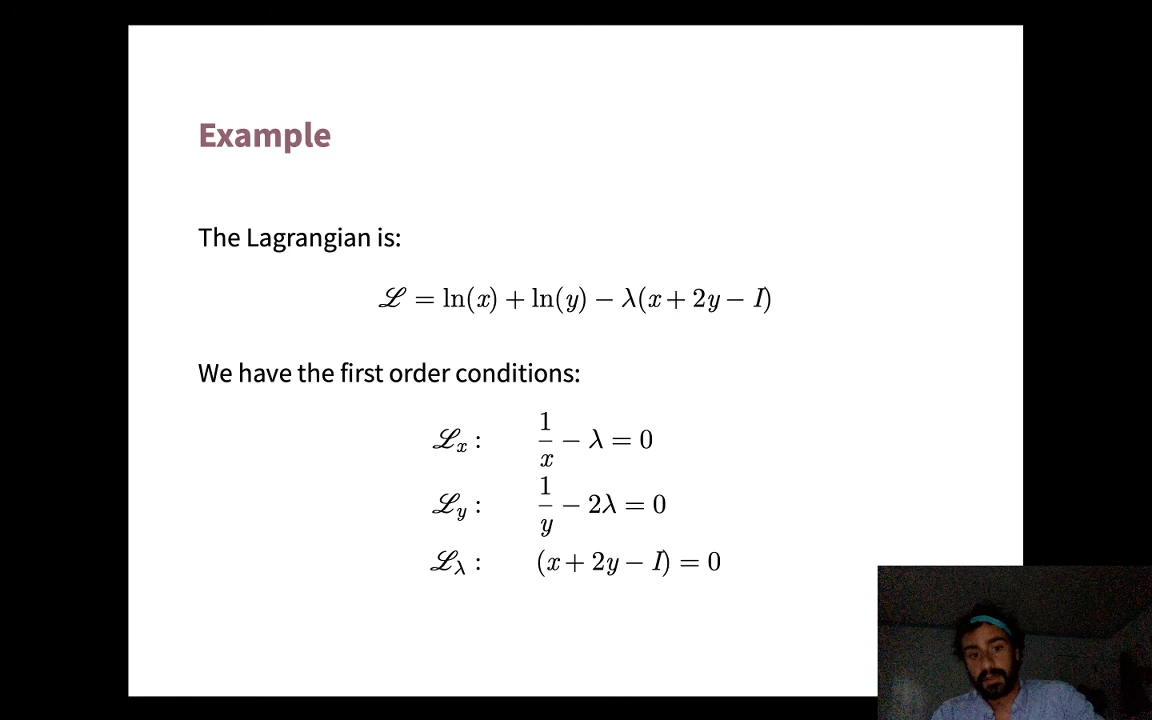 Example
The Lagrangian is:
ℒ = ln(x) + ln(y) − λ(x + 2y − I)
We have the first order conditions:
ℒₓ : 1/x − λ = 0
ℒ_y : 1/y − 2λ = 0
ℒ_λ : (x + 2y − I) = 0